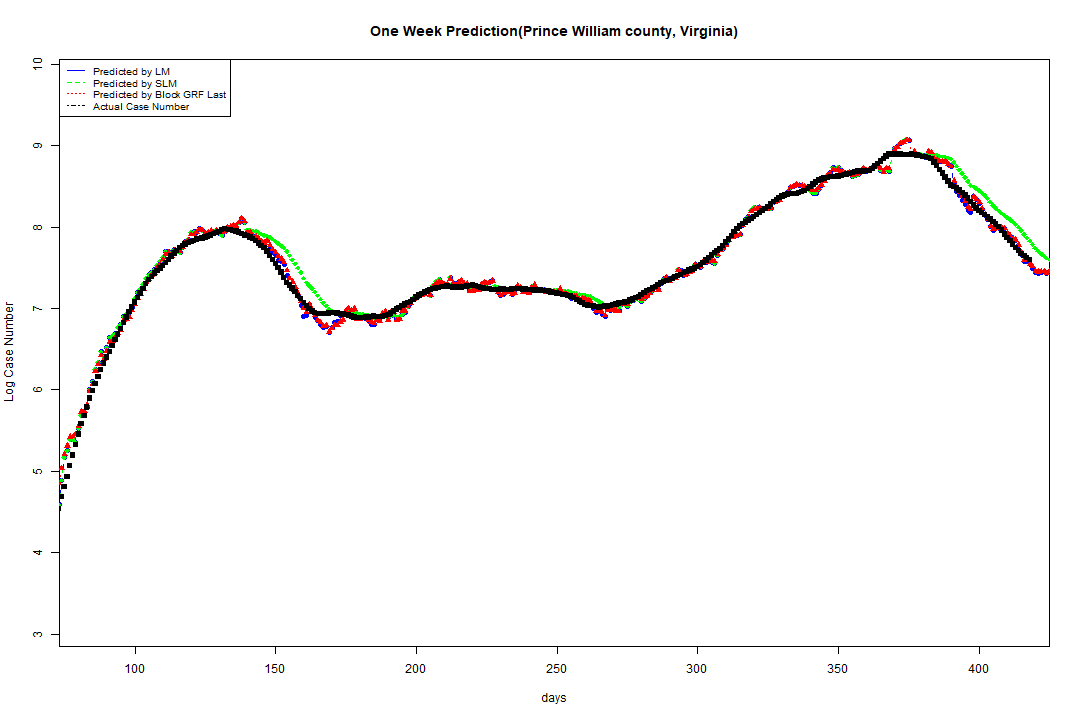 One Week Prediction(Prince William county, Virginia)
Predicted by LM
Predicted by SLM
Predicted by Block GRF Last
Actual Case Number
10
9
8
7
6
5
4
3
Log Case Number
100 150 200 250 300 350 400
days